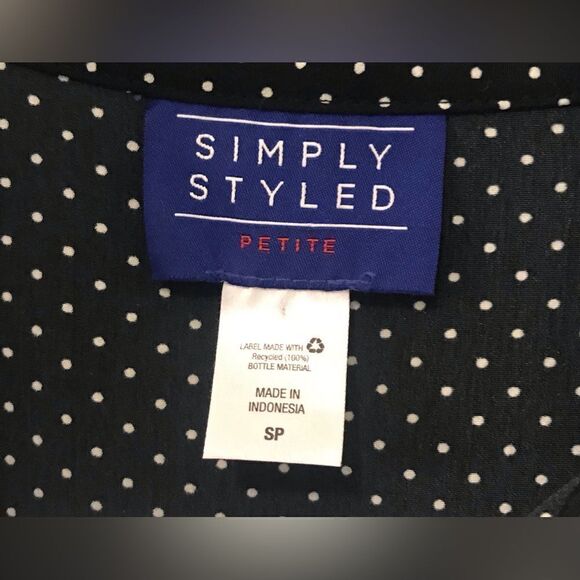 SIMPLY
STYLED
PETITE
LABEL MADE WITH
Recycled (100%)
BOTTLE MATERIAL
MADE IN
INDONESIA
SP